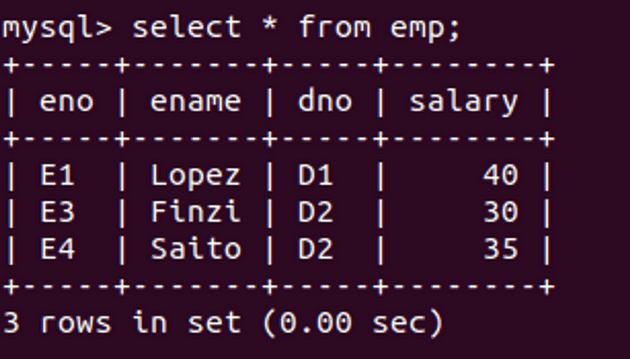 mysql> select * from emp;
+-----+-------+-----+--------+
| eno | ename | dno | salary |
+-----+-------+-----+--------+
| E1  | Lopez | D1  |     40 |
| E3  | Finzi | D2  |     30 |
| E4  | Saito | D2  |     35 |
+-----+-------+-----+--------+
3 rows in set (0.00 sec)